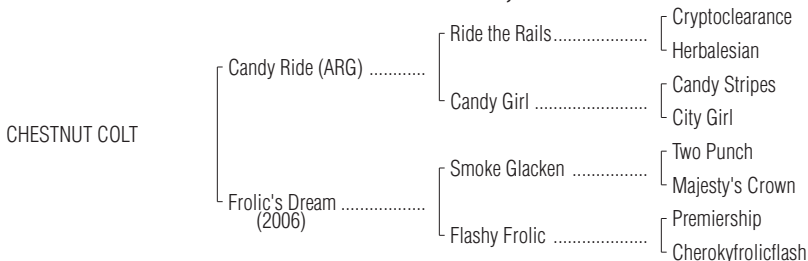 Cryptoclearance
Ride the Rails....................
Herbalesian
Candy Ride (ARG) ............
Candy Stripes
Candy Girl ........................
City Girl
CHESTNUT COLT
Two Punch
Smoke Glacken ................
Majesty's Crown
Frolic's Dream ..................
(2006)
Premiership
Flashy Frolic ....................
Cherokyfrolicflash